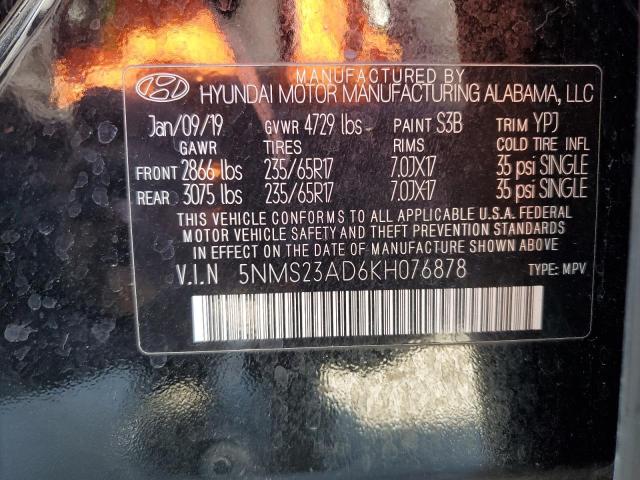 MANUFACTURED BY
HYUNDAI MOTOR MANUFACTURING ALABAMA, LLC
Jan/09/19 GVWR 4729 lbs PAINT S3B TRIM YPJ
GAWR TIRES RIMS COLD TIRE INFL
FRONT 2866 lbs 235/65R17 7.0JX17 35 psi SINGLE
REAR 3075 lbs 235/65R17 7.0JX17 35 psi SINGLE
THIS VEHICLE CONFORMS TO ALL APPLICABLE U.S.A. FEDERAL
MOTOR VEHICLE SAFETY AND THEFT PREVENTION STANDARDS
IN EFFECT ON THE DATE OF MANUFACTURE SHOWN ABOVE
V.I.N 5NMS23AD6KH076878 TYPE: MPV